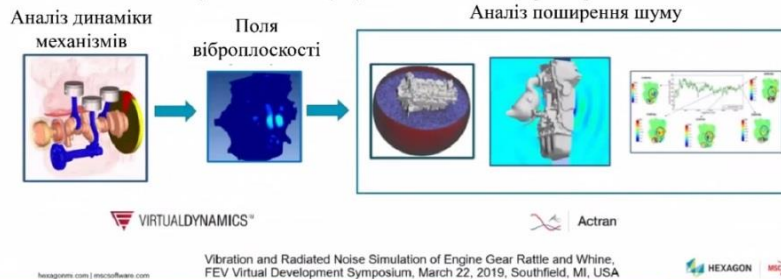 Аналіз динаміки
механізмів
Поля
віброплоскості
Аналіз поширення шуму
VIRTUALDYNAMICS
Actran
Vibration and Radiated Noise Simulation of Engine Gear Rattle and Whine,
FEV Virtual Development Symposium, March 22, 2019, Southfield, MI, USA
hexagonmi.com | mscsoftware.com
HEXAGON